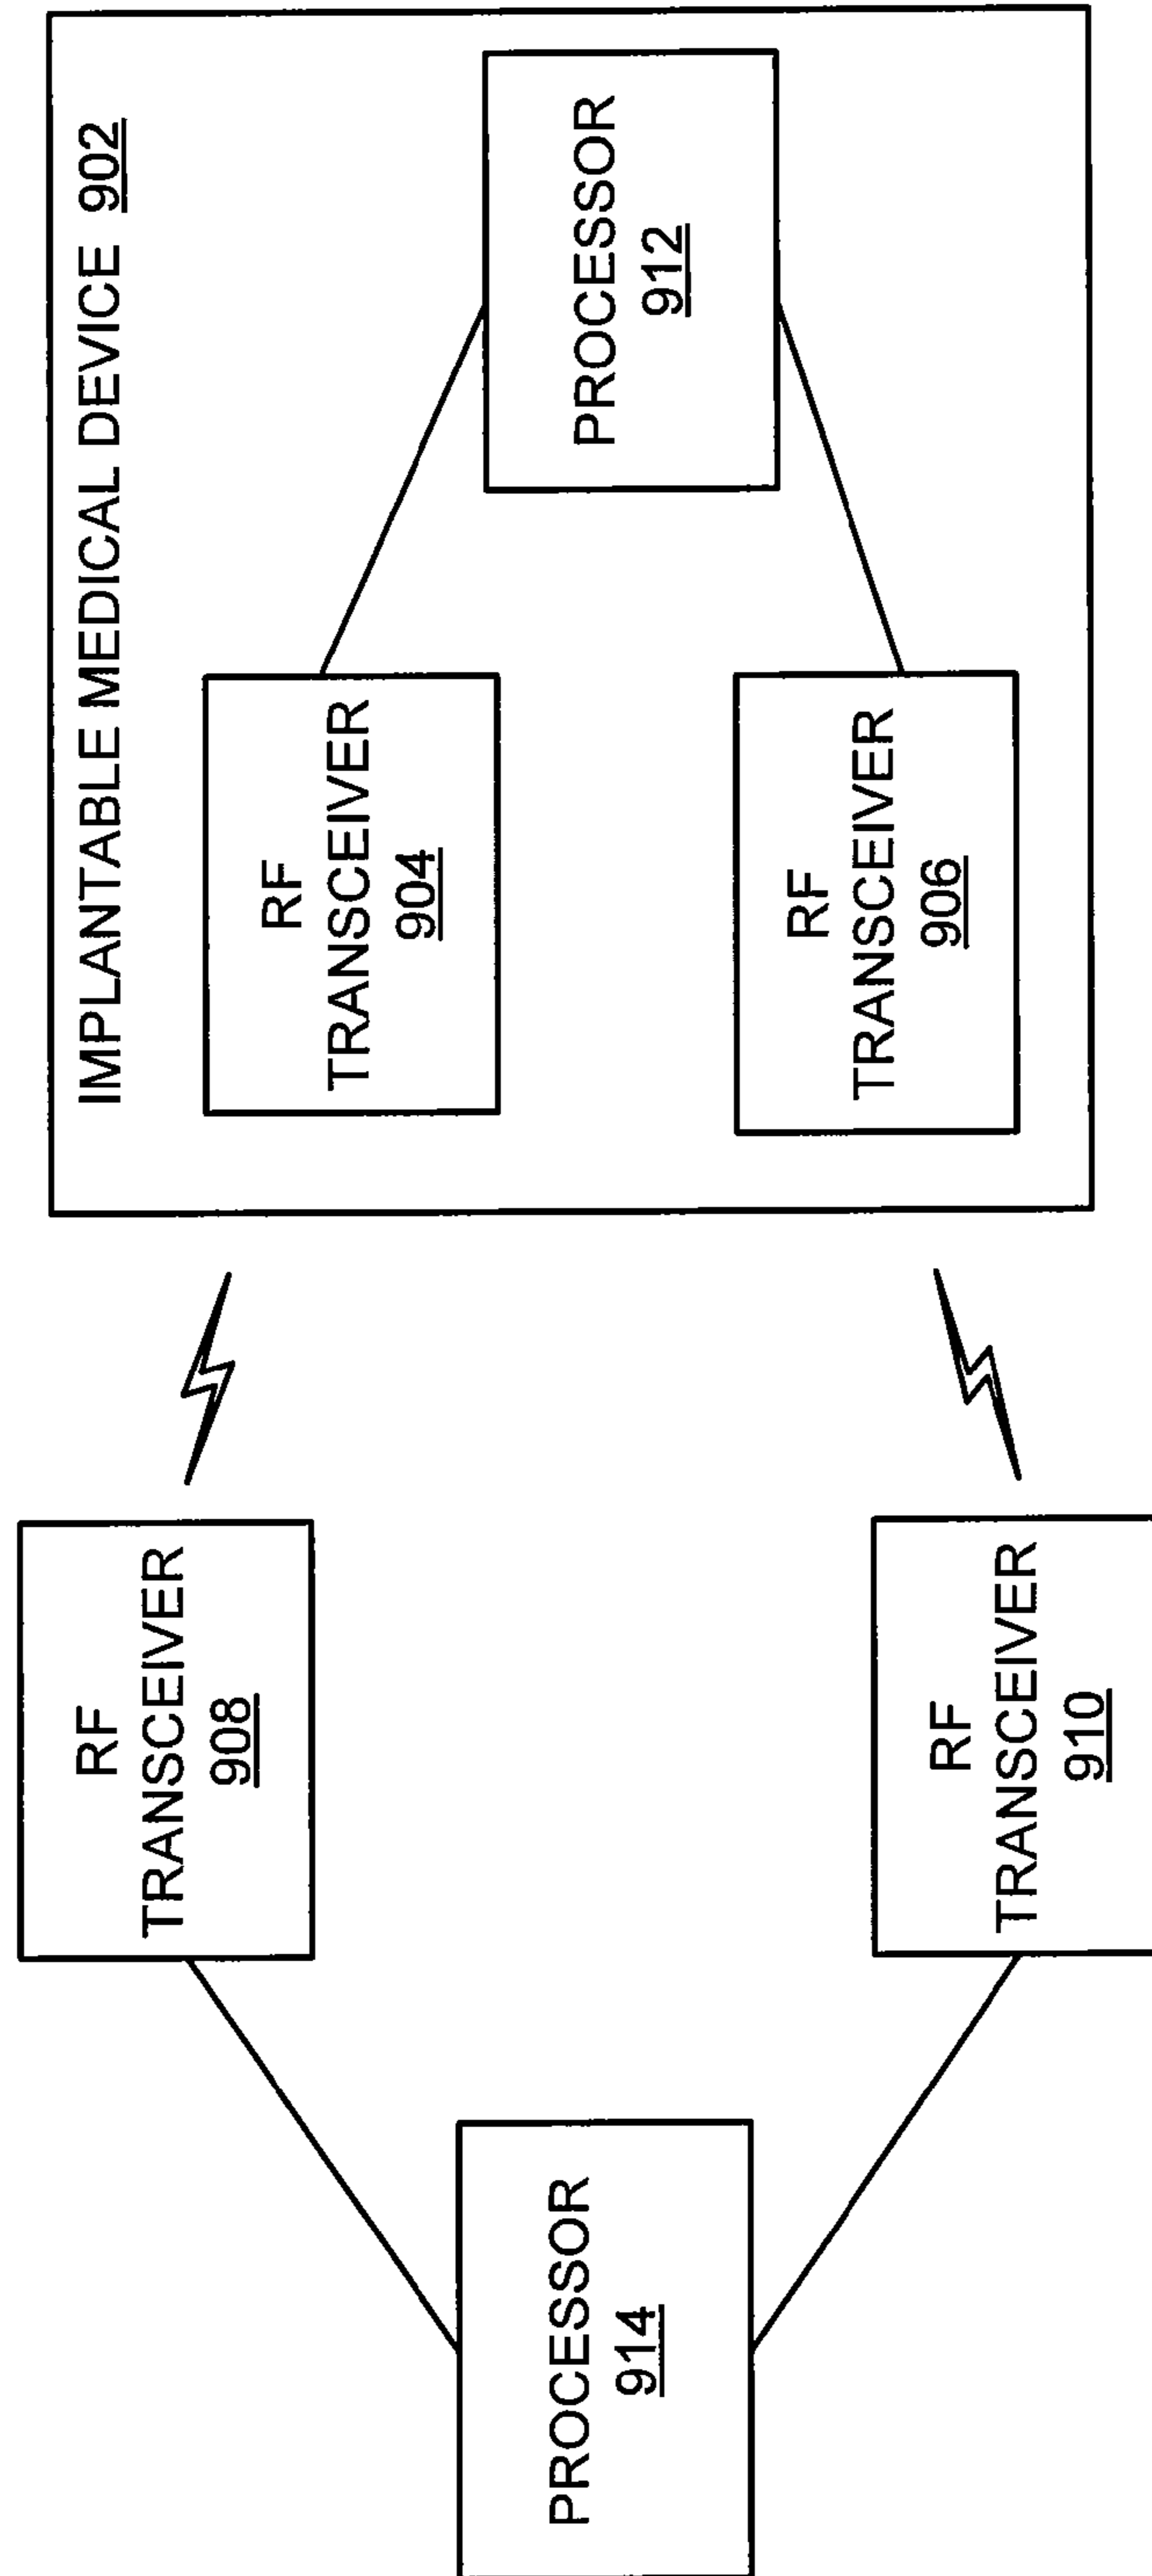 IMPLANTABLE MEDICAL DEVICE 902
RF
TRANSCEIVER
908
RF
TRANSCEIVER
904
PROCESSOR
914
PROCESSOR
912
RF
TRANSCEIVER
910
RF
TRANSCEIVER
906